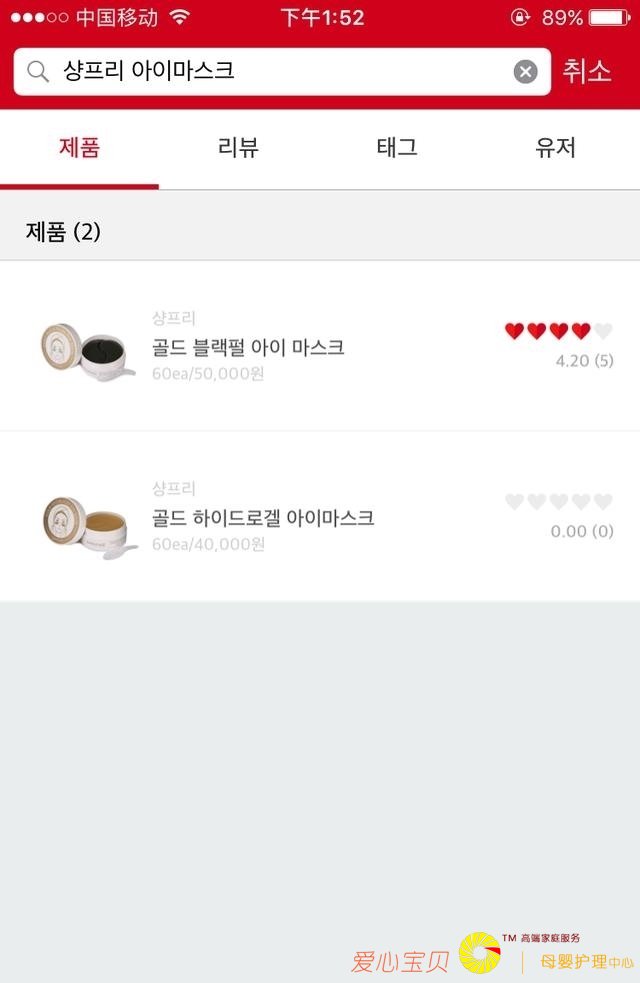 中国移动 下午1:52 89%
샹프리 아이마스크 취소
제품 리뷰 태그 유저
제품 (2)
샹프리
골드 블랙펄 아이 마스크
60ea/50,000원
4.20 (5)
샹프리
골드 하이드로겔 아이마스크
60ea/40,000원
0.00 (0)
爱心宝贝 TM 高端家庭服务
母婴护理中心